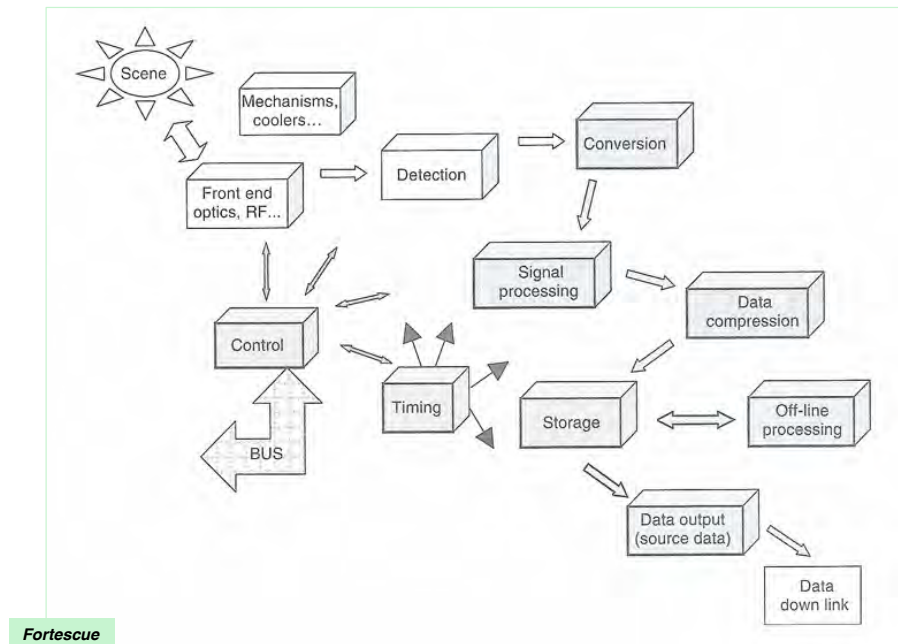 Scene
Mechanisms,
coolers...
Conversion
Detection
Front end
optics, RF...
Signal
processing
Data
compression
Control
Timing
Storage
Off-line
processing
BUS
Data output
(source data)
Data
down link
Fortescue